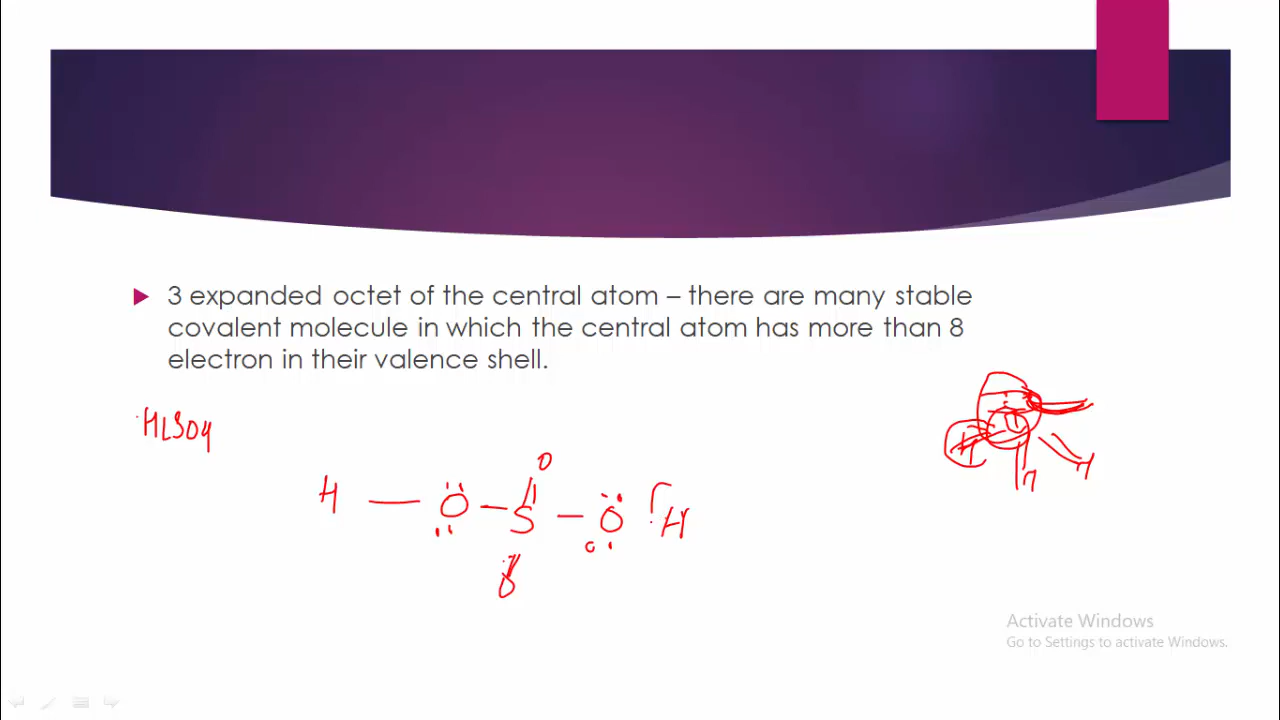 3 expanded octet of the central atom – there are many stable
covalent molecule in which the central atom has more than 8
electron in their valence shell.
H2SO4
O
H — O — S — O H
O
H
H
Activate Windows
Go to Settings to activate Windows.